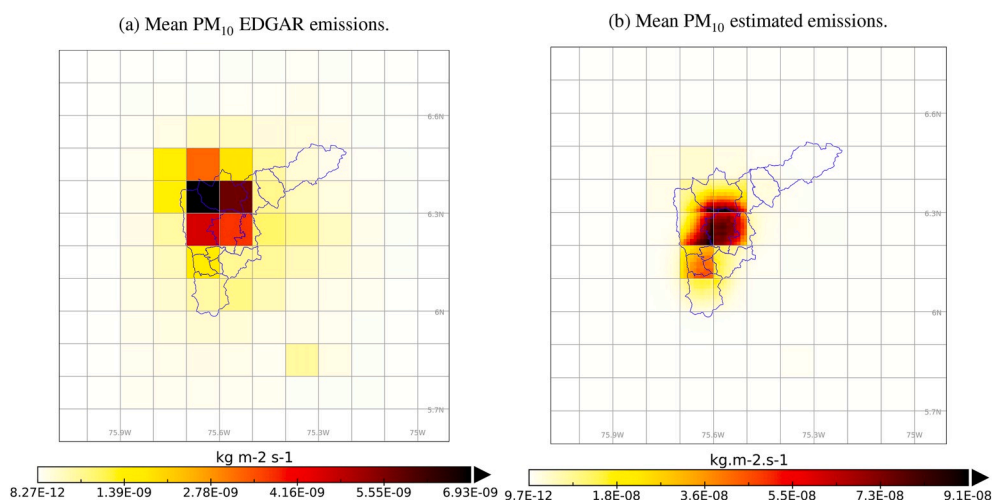 (a) Mean PM₁₀ EDGAR emissions.
6.6N
6.3N
6N
5.7N
75.9W 75.6W 75.3W 75W
kg m-2 s-1
8.27E-12 1.39E-09 2.78E-09 4.16E-09 5.55E-09 6.93E-09
(b) Mean PM₁₀ estimated emissions.
6.6N
6.3N
6N
5.7N
75.9W 75.6W 75.3W 75W
kg.m-2.s-1
9.7E-12 1.8E-08 3.6E-08 5.5E-08 7.3E-08 9.1E-08